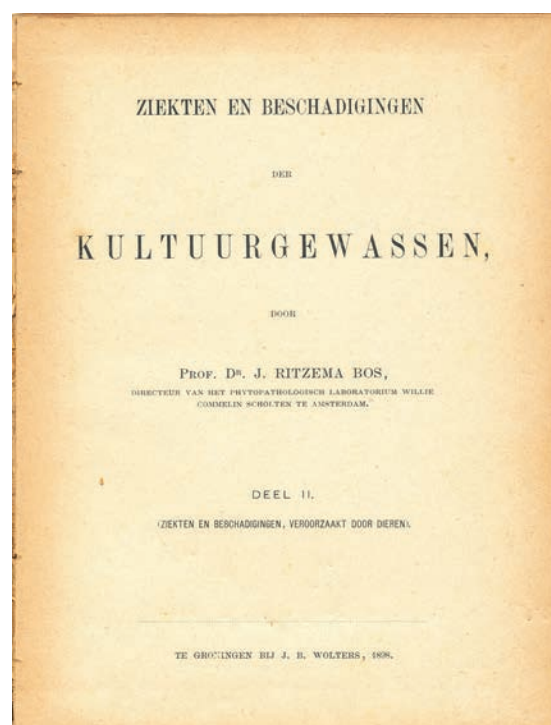 ZIEKTEN EN BESCHADIGINGEN
DER
KULTUURGEWASSEN,
DOOR
PROF. DR. J. RITZEMA BOS,
DIRECTEUR VAN HET PHYTOPATHOLOGISCH LABORATORIUM WILLIE
COMMELIN SCHOLTEN TE AMSTERDAM.
DEEL II.
(ZIEKTEN EN BESCHADIGINGEN, VEROORZAAKT DOOR DIEREN).
TE GRONINGEN BIJ J. B. WOLTERS, 1898.